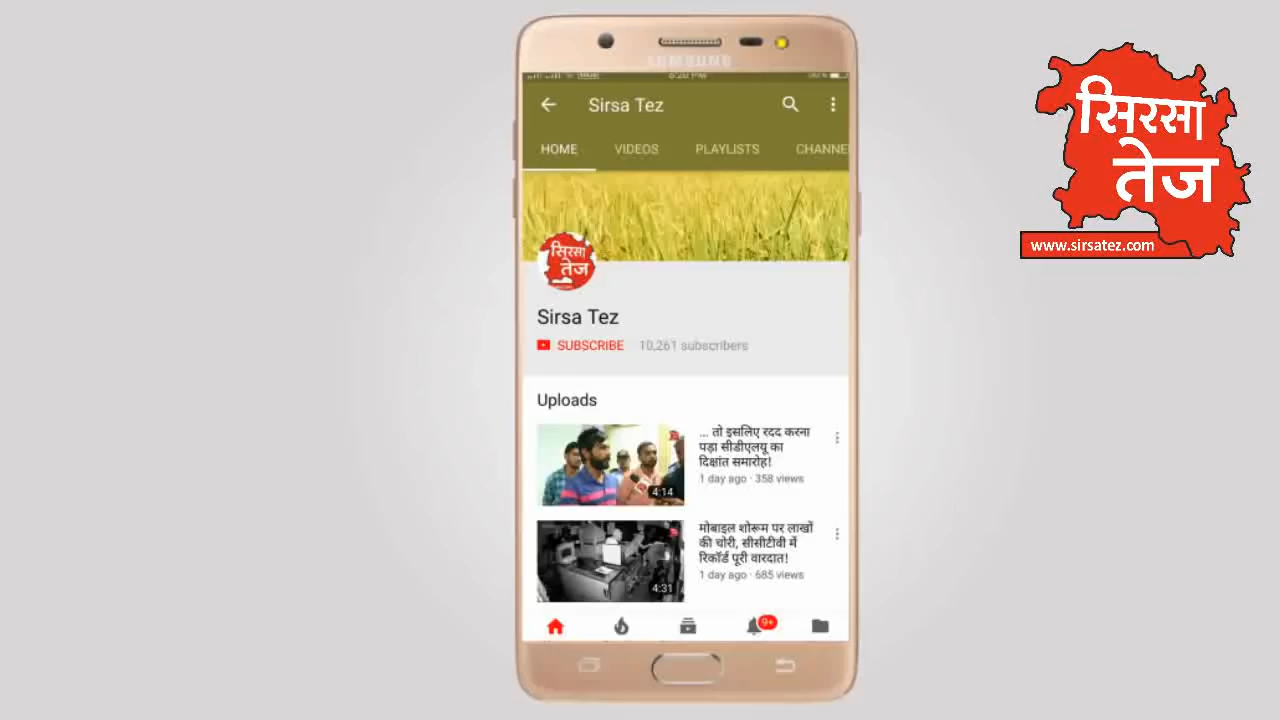 SAMSUNG
Sirsa Tez
HOME VIDEOS PLAYLISTS CHANNE
सिरसा
तेज
Sirsa Tez
SUBSCRIBE 10,261 subscribers
Uploads
... तो इसलिए रदद करना
पड़ा सीडीएलयू का
दिक्षांत समारोह!
1 day ago · 358 views
4:14
मोबाइल शोरूम पर लाखों
की चोरी, सीसीटीवी में
रिकॉर्ड पूरी वारदात!
1 day ago · 685 views
4:31
9+
सिरसा
तेज
www.sirsatez.com